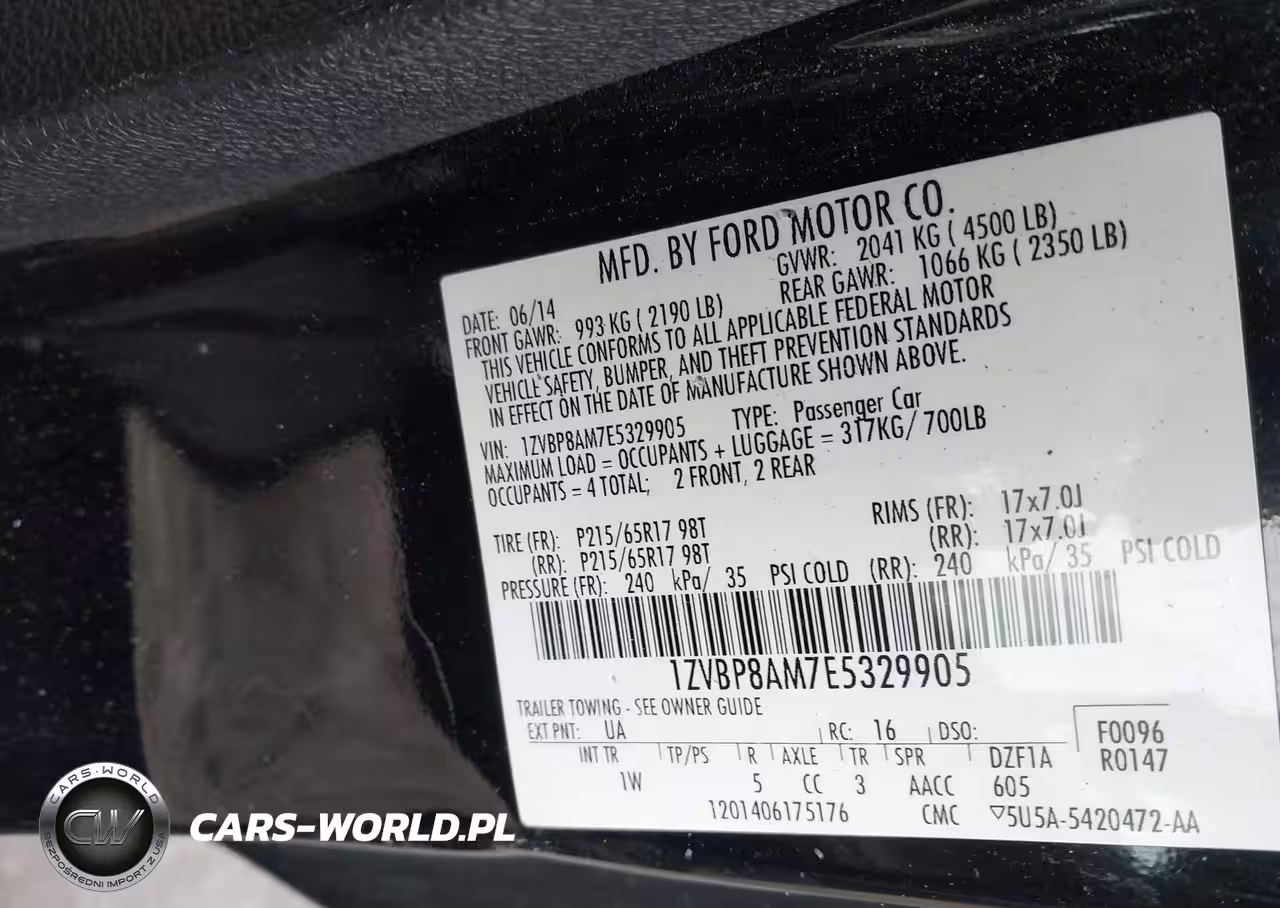 MFD. BY FORD MOTOR CO.
DATE: 06/14 GVWR: 2041 KG ( 4500 LB)
FRONT GAWR: 993 KG ( 2190 LB) REAR GAWR: 1066 KG ( 2350 LB)
THIS VEHICLE CONFORMS TO ALL APPLICABLE FEDERAL MOTOR
VEHICLE SAFETY, BUMPER, AND THEFT PREVENTION STANDARDS
IN EFFECT ON THE DATE OF MANUFACTURE SHOWN ABOVE.
VIN: 1ZVBP8AM7E5329905 TYPE: Passenger Car
MAXIMUM LOAD = OCCUPANTS + LUGGAGE = 317KG/ 700LB
OCCUPANTS = 4 TOTAL; 2 FRONT, 2 REAR
TIRE (FR): P215/65R17 98T RIMS (FR): 17x7.0J
(RR): P215/65R17 98T (RR): 17x7.0J
PRESSURE (FR): 240 kPa/ 35 PSI COLD (RR): 240 kPa/ 35 PSI COLD
1ZVBP8AM7E5329905
TRAILER TOWING - SEE OWNER GUIDE
EXT PNT: UA RC: 16 DSO: F0096
INT TR TP/PS R AXLE TR SPR DZF1A R0147
1W 5 CC 3 AACC 605
1201406175176 CMC ▽5U5A-5420472-AA
CARS-WORLD
CW
BEZPOŚREDNI IMPORT Z USA
CARS-WORLD.PL